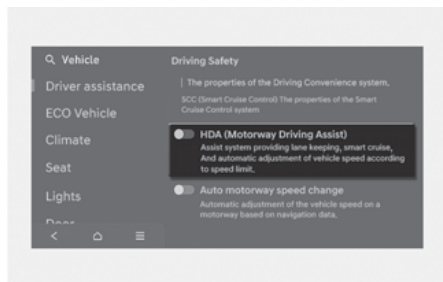 Vehicle
Driver assistance
ECO Vehicle
Climate
Seat
Lights
Door
Driving Safety
The properties of the Driving Convenience system.
SCC (Smart Cruise Control) The properties of the Smart
Cruise Control system
HDA (Motorway Driving Assist)
Assist system providing lane keeping, smart cruise,
And automatic adjustment of vehicle speed according
to speed limit.
Auto motorway speed change
Automatic adjustment of the vehicle speed on a
motorway based on navigation data.